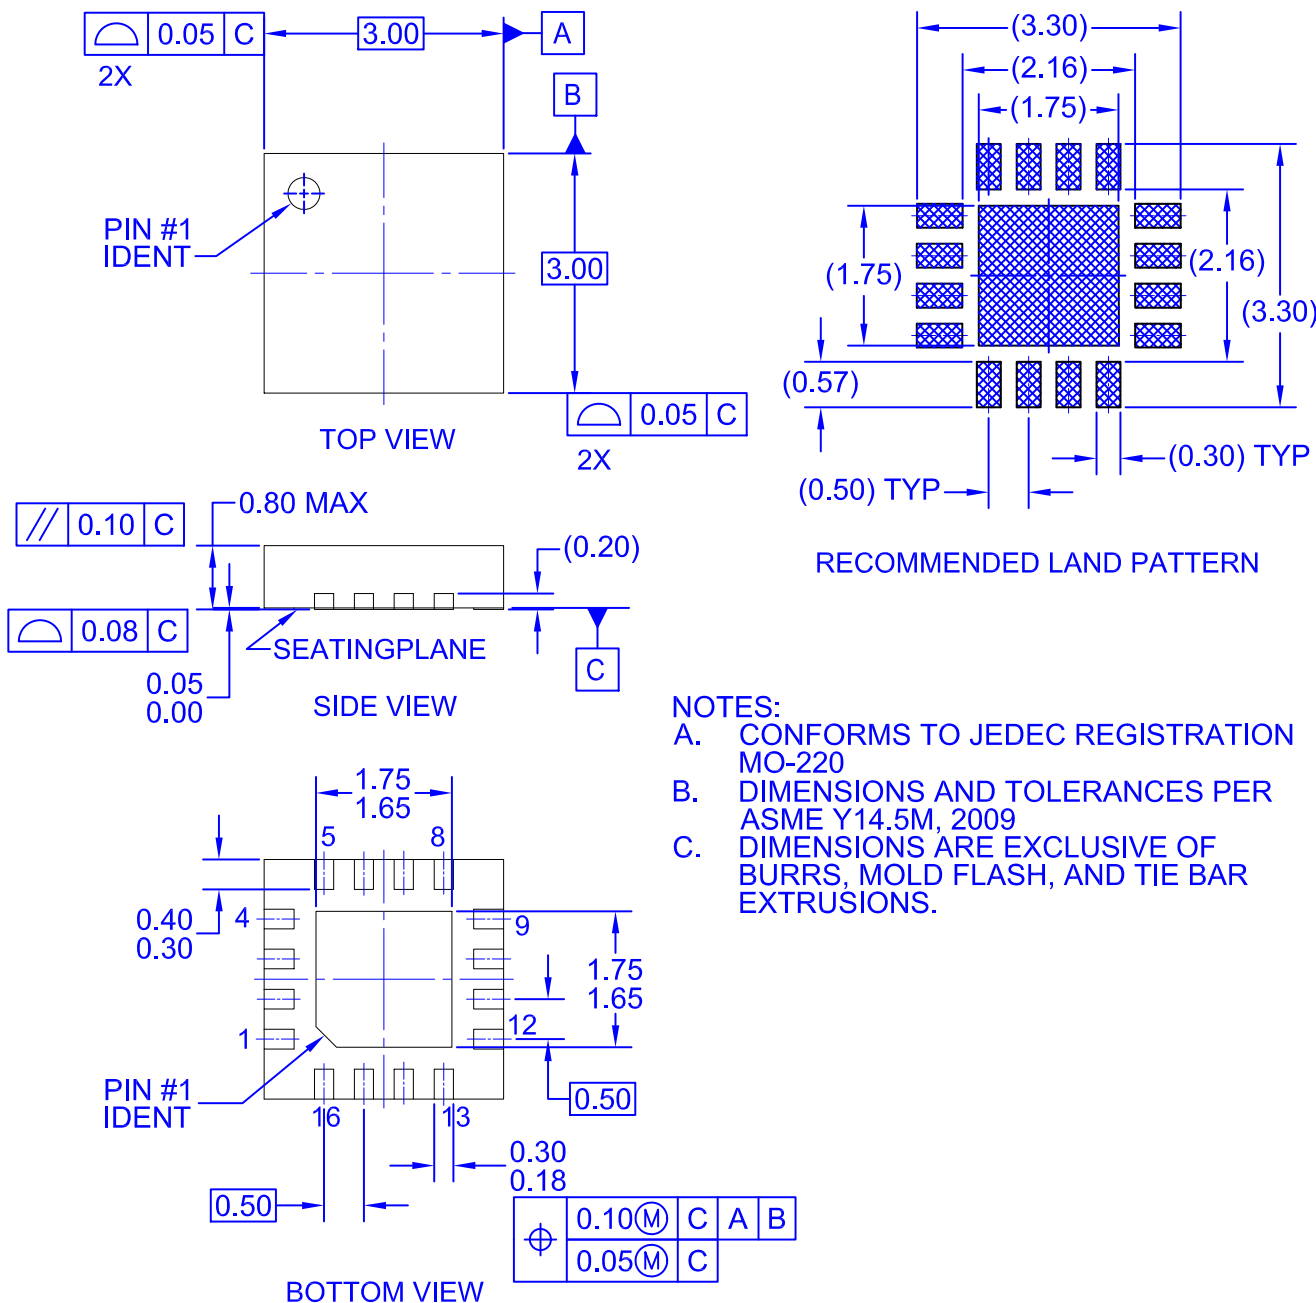 0.05 C
2X
3.00
A
B
PIN #1
IDENT
3.00
0.05 C
2X
TOP VIEW
(3.30)
(2.16)
(1.75)
(1.75)
(2.16)
(3.30)
(0.57)
(0.30) TYP
(0.50) TYP
RECOMMENDED LAND PATTERN
// 0.10 C
0.80 MAX
(0.20)
0.08 C
SEATINGPLANE
C
0.05
0.00
SIDE VIEW
NOTES:
A. CONFORMS TO JEDEC REGISTRATION
MO-220
B. DIMENSIONS AND TOLERANCES PER
ASME Y14.5M, 2009
C. DIMENSIONS ARE EXCLUSIVE OF
BURRS, MOLD FLASH, AND TIE BAR
EXTRUSIONS.
1.75
1.65
5 8
0.40
0.30
4 9
1.75
1.65
1 12
PIN #1
IDENT
16 13
0.50
0.30
0.18
0.50
0.10Ⓜ C A B
0.05Ⓜ C
BOTTOM VIEW